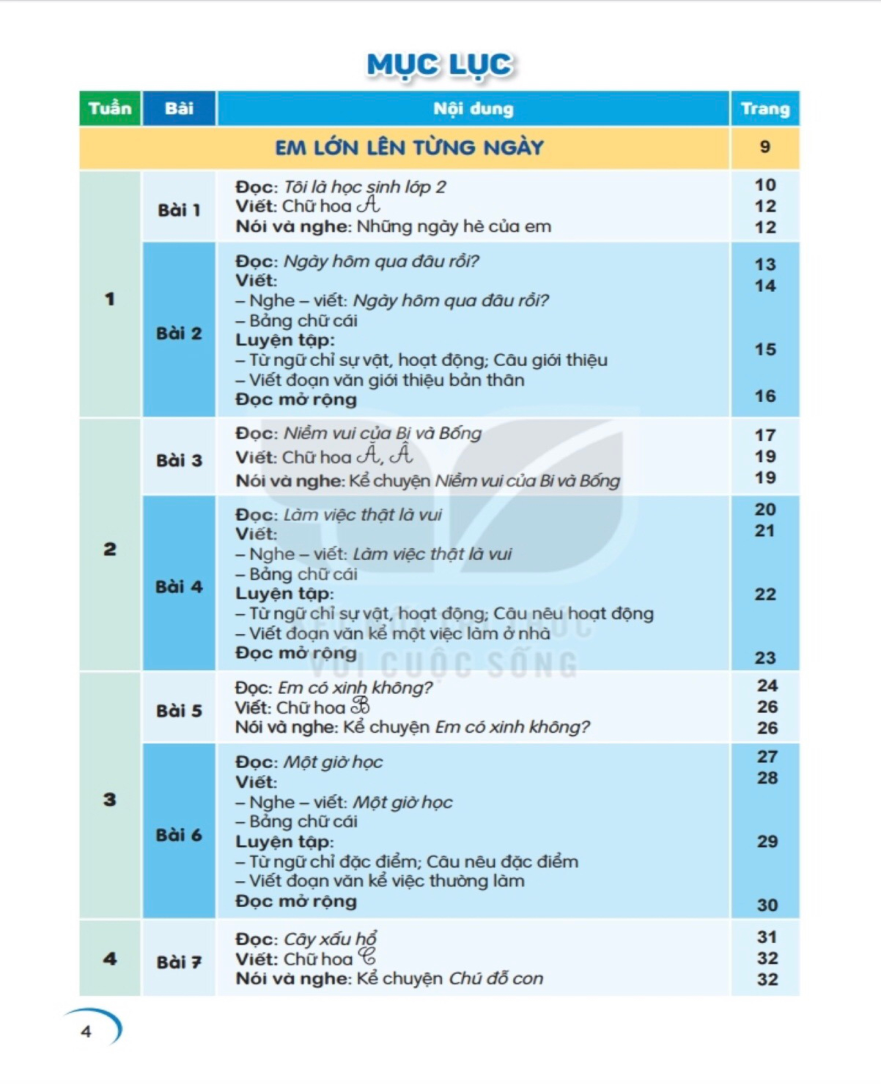 MỤC LỤC
Tuần Bài Nội dung Trang
EM LỚN LÊN TỪNG NGÀY 9
1
Bài 1
Đọc: Tôi là học sinh lớp 2 10
Viết: Chữ hoa A 12
Nói và nghe: Những ngày hè của em 12
Bài 2
Đọc: Ngày hôm qua đâu rồi? 13
Viết: 14
– Nghe – viết: Ngày hôm qua đâu rồi?
– Bảng chữ cái
Luyện tập: 15
– Từ ngữ chỉ sự vật, hoạt động; Câu giới thiệu
– Viết đoạn văn giới thiệu bản thân
Đọc mở rộng 16
2
Bài 3
Đọc: Niềm vui của Bi và Bống 17
Viết: Chữ hoa Ă, Â 19
Nói và nghe: Kể chuyện Niềm vui của Bi và Bống 19
Bài 4
Đọc: Làm việc thật là vui 20
Viết: 21
– Nghe – viết: Làm việc thật là vui
– Bảng chữ cái
Luyện tập: 22
– Từ ngữ chỉ sự vật, hoạt động; Câu nêu hoạt động
– Viết đoạn văn kể một việc làm ở nhà
Đọc mở rộng 23
KẾT NỐI TRI THỨC
VỚI CUỘC SỐNG
3
Bài 5
Đọc: Em có xinh không? 24
Viết: Chữ hoa B 26
Nói và nghe: Kể chuyện Em có xinh không? 26
Bài 6
Đọc: Một giờ học 27
Viết: 28
– Nghe – viết: Một giờ học
– Bảng chữ cái
Luyện tập: 29
– Từ ngữ chỉ đặc điểm; Câu nêu đặc điểm
– Viết đoạn văn kể việc thường làm
Đọc mở rộng 30
4
Bài 7
Đọc: Cây xấu hổ 31
Viết: Chữ hoa C 32
Nói và nghe: Kể chuyện Chú đỗ con 32
4